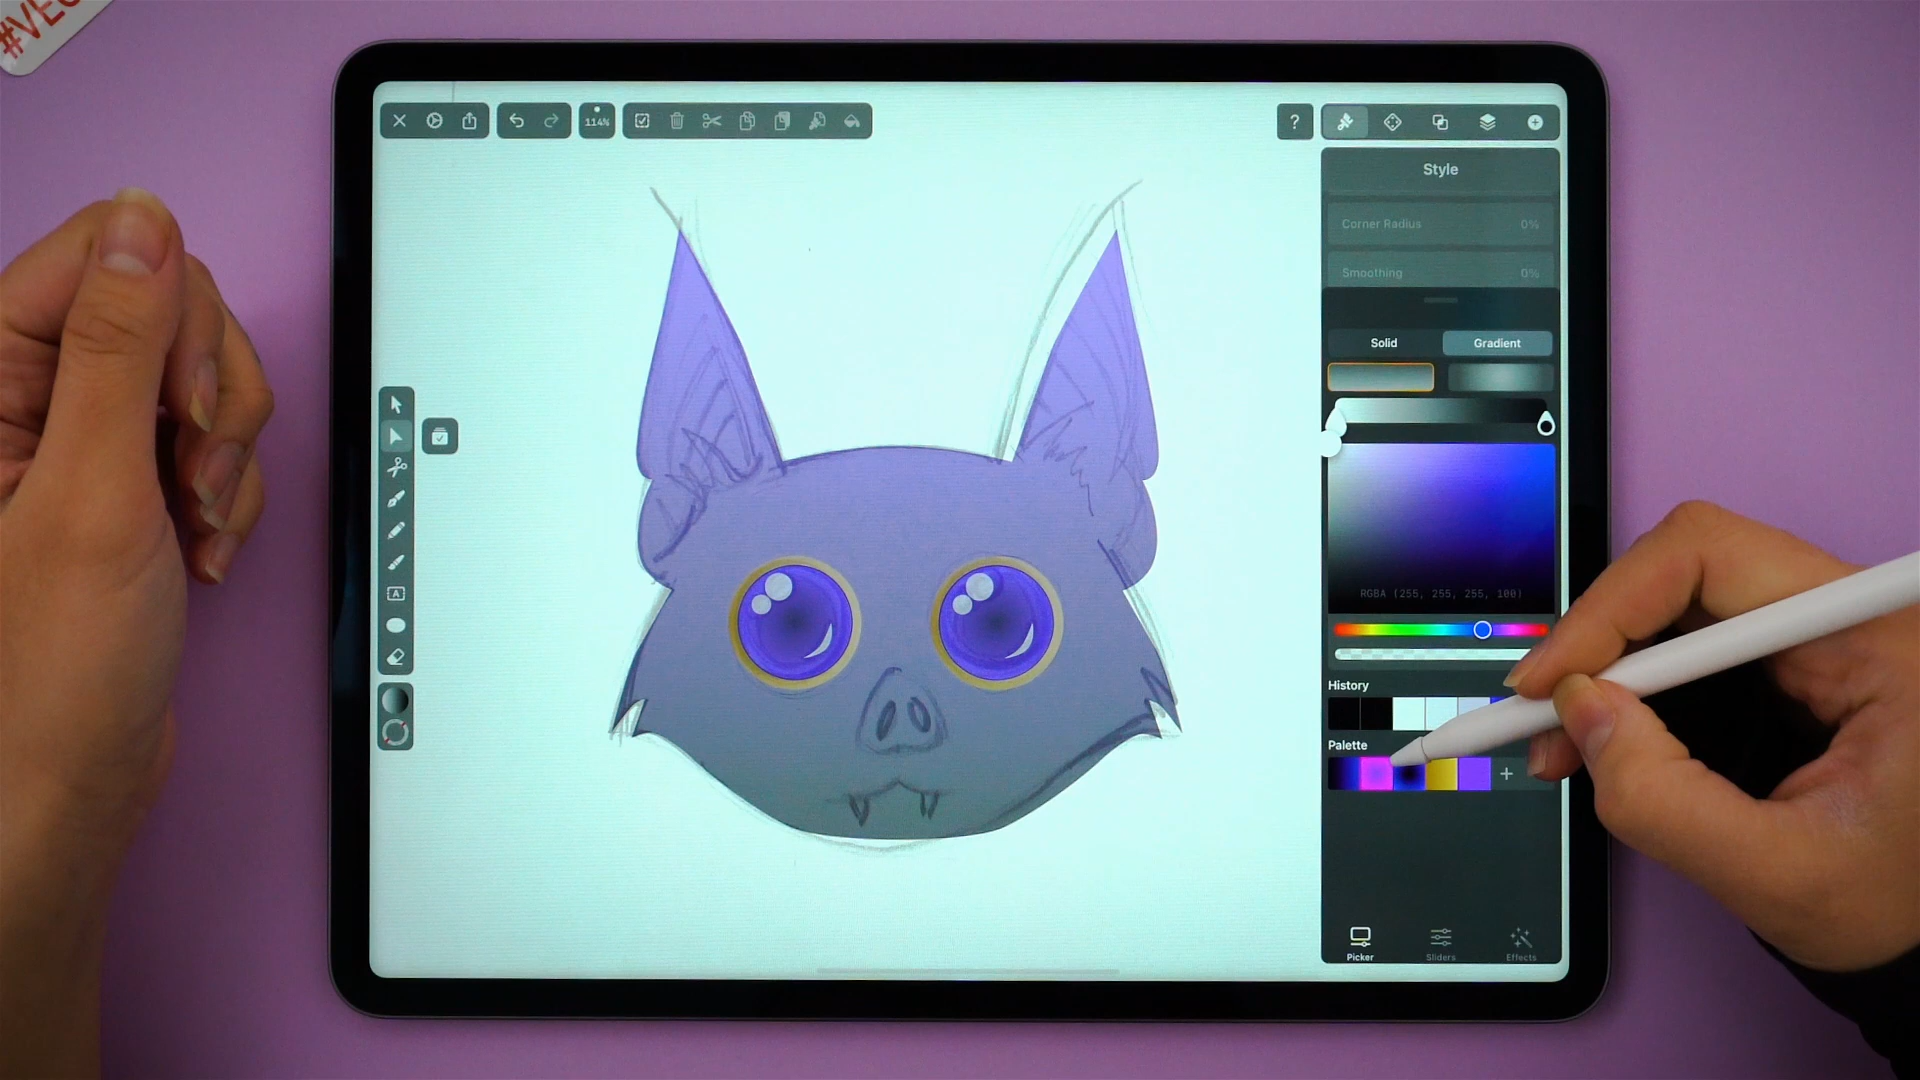 #VEC
114%
?
Style
Corner Radius 0%
Smoothing 0%
Solid Gradient
RGBA (255, 255, 255, 100)
History
Palette
A
Picker Sliders Effects